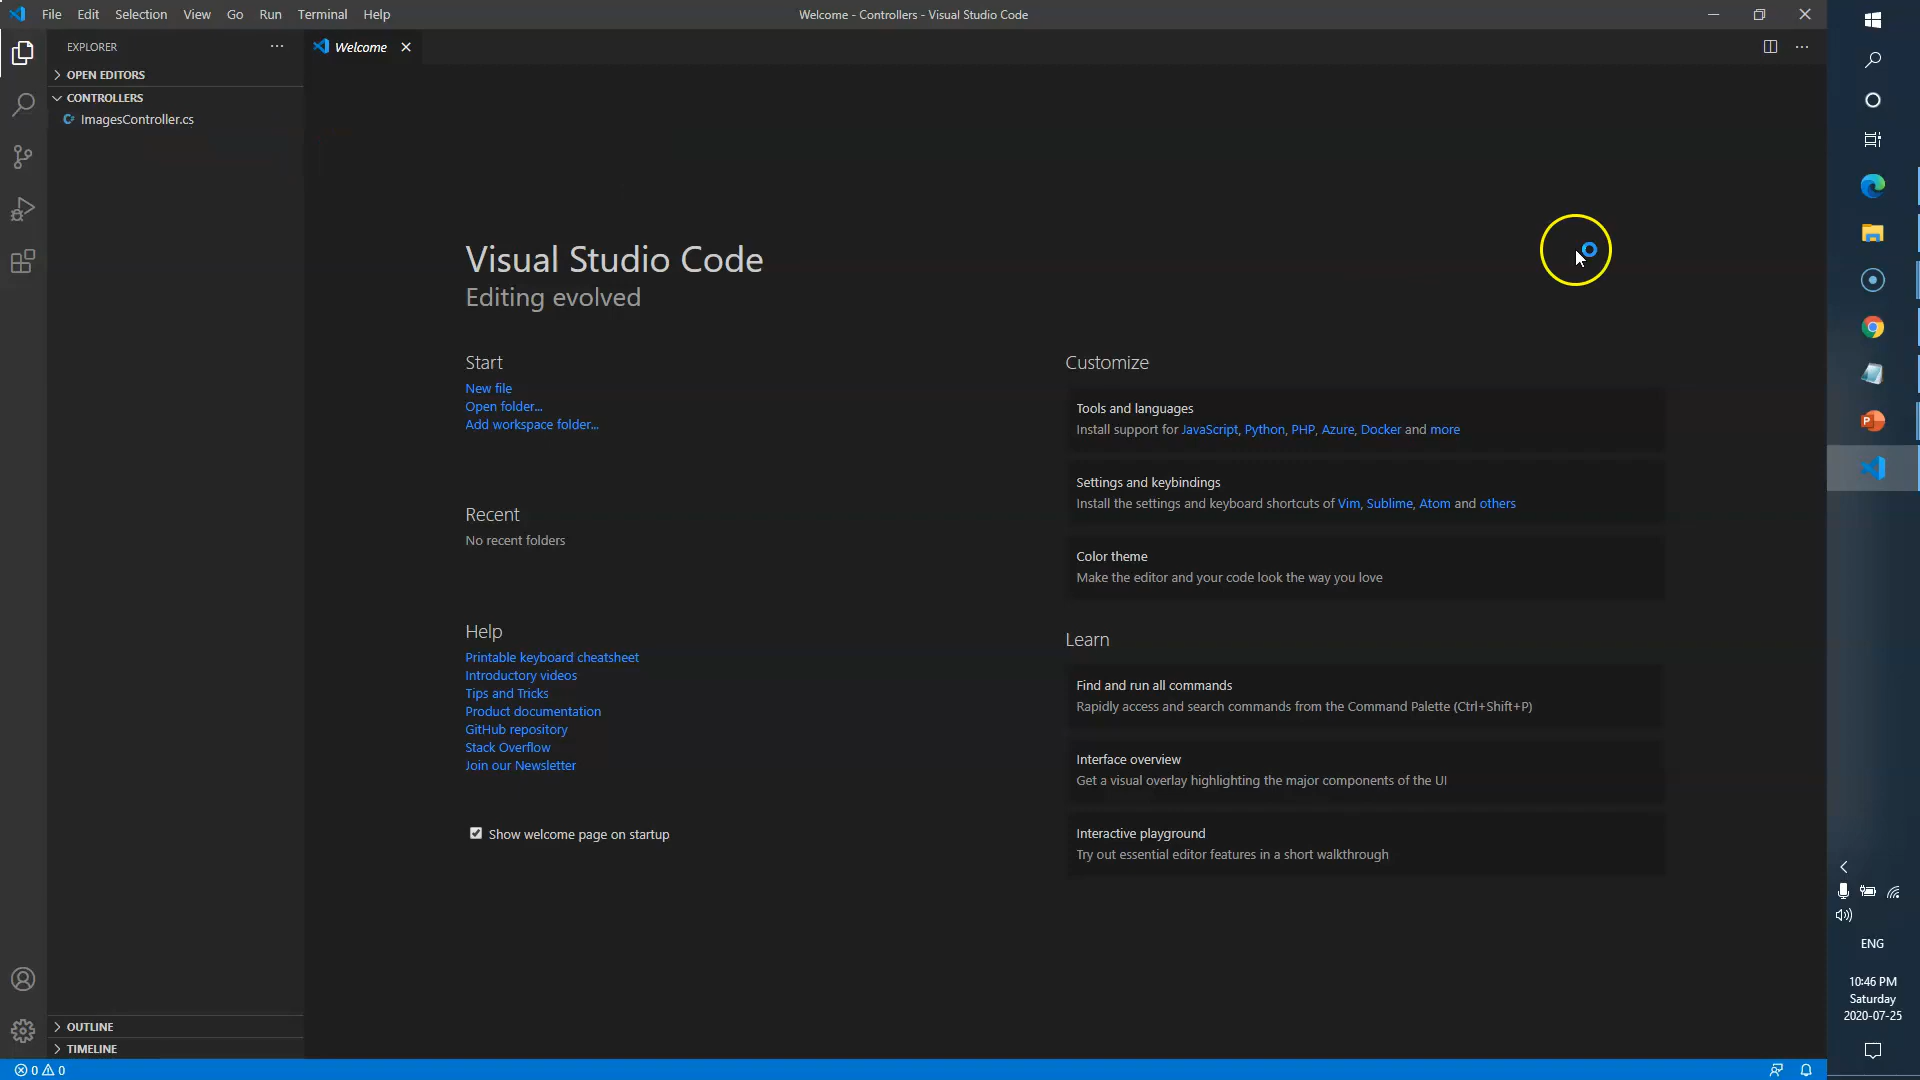 File Edit Selection View Go Run Terminal Help
Welcome - Controllers - Visual Studio Code
EXPLORER
Welcome
OPEN EDITORS
CONTROLLERS
C# ImagesController.cs
Visual Studio Code
Editing evolved
Start
New file
Open folder...
Add workspace folder...
Recent
No recent folders
Help
Printable keyboard cheatsheet
Introductory videos
Tips and Tricks
Product documentation
GitHub repository
Stack Overflow
Join our Newsletter
Show welcome page on startup
Customize
Tools and languages
Install support for JavaScript, Python, PHP, Azure, Docker and more
Settings and keybindings
Install the settings and keyboard shortcuts of Vim, Sublime, Atom and others
Color theme
Make the editor and your code look the way you love
Learn
Find and run all commands
Rapidly access and search commands from the Command Palette (Ctrl+Shift+P)
Interface overview
Get a visual overlay highlighting the major components of the UI
Interactive playground
Try out essential editor features in a short walkthrough
OUTLINE
TIMELINE
0 0
ENG
10:46 PM
Saturday
2020-07-25